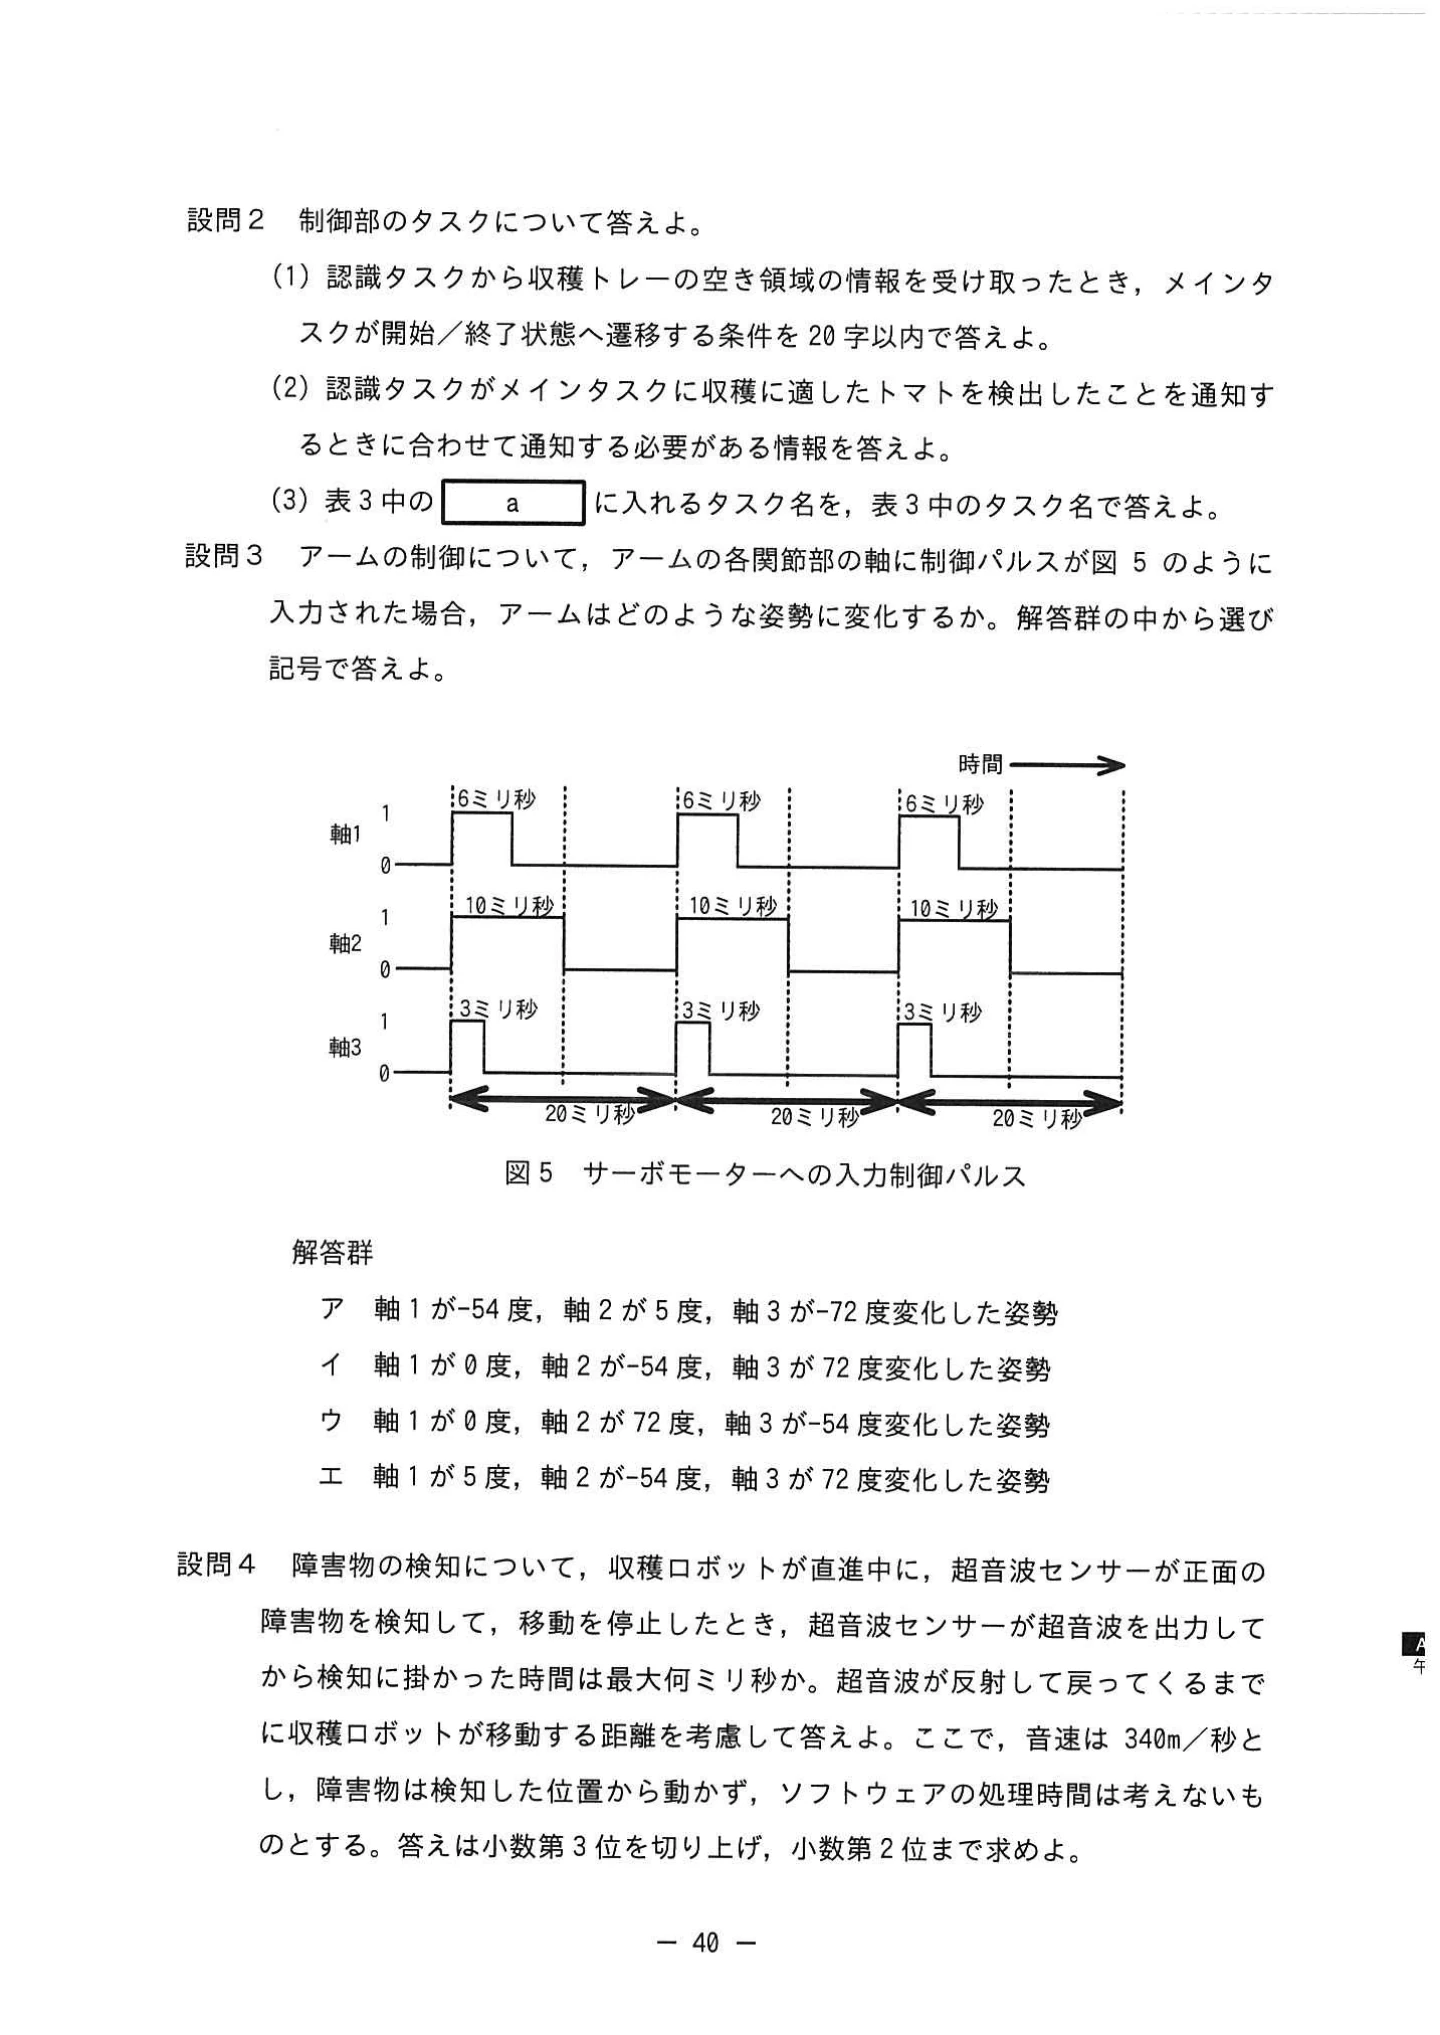 設問2 制御部のタスクについて答えよ。
(1) 認識タスクから収穫トレーの空き領域の情報を受け取ったとき，メインタ
スクが開始／終了状態へ遷移する条件を 20 字以内で答えよ。
(2) 認識タスクがメインタスクに収穫に適したトマトを検出したことを通知す
るときに合わせて通知する必要がある情報を答えよ。
(3) 表3中の a に入れるタスク名を，表3中のタスク名で答えよ。
設問3 アームの制御について，アームの各関節部の軸に制御パルスが図 5 のように
入力された場合，アームはどのような姿勢に変化するか。解答群の中から選び
記号で答えよ。
時間
6ミリ秒 6ミリ秒 6ミリ秒
1
軸1
0
10ミリ秒 10ミリ秒 10ミリ秒
1
軸2
0
3ミリ秒 3ミリ秒 3ミリ秒
1
軸3
0
20ミリ秒 20ミリ秒 20ミリ秒
図5 サーボモーターへの入力制御パルス
解答群
ア 軸1が-54度，軸2が5度，軸3が-72度変化した姿勢
イ 軸1が0度，軸2が-54度，軸3が72度変化した姿勢
ウ 軸1が0度，軸2が72度，軸3が-54度変化した姿勢
エ 軸1が5度，軸2が-54度，軸3が72度変化した姿勢
設問4 障害物の検知について，収穫ロボットが直進中に，超音波センサーが正面の
障害物を検知して，移動を停止したとき，超音波センサーが超音波を出力して
から検知に掛かった時間は最大何ミリ秒か。超音波が反射して戻ってくるまで
に収穫ロボットが移動する距離を考慮して答えよ。ここで，音速は 340m／秒と
し，障害物は検知した位置から動かず，ソフトウェアの処理時間は考えないも
のとする。答えは小数第3位を切り上げ，小数第2位まで求めよ。
－ 40 －